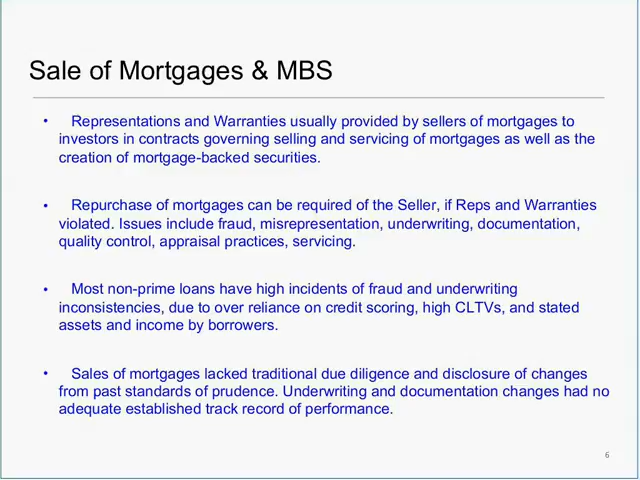 Sale of Mortgages & MBS
• Representations and Warranties usually provided by sellers of mortgages to
investors in contracts governing selling and servicing of mortgages as well as the
creation of mortgage-backed securities.
• Repurchase of mortgages can be required of the Seller, if Reps and Warranties
violated. Issues include fraud, misrepresentation, underwriting, documentation,
quality control, appraisal practices, servicing.
• Most non-prime loans have high incidents of fraud and underwriting
inconsistencies, due to over reliance on credit scoring, high CLTVs, and stated
assets and income by borrowers.
• Sales of mortgages lacked traditional due diligence and disclosure of changes
from past standards of prudence. Underwriting and documentation changes had no
adequate established track record of performance.
6